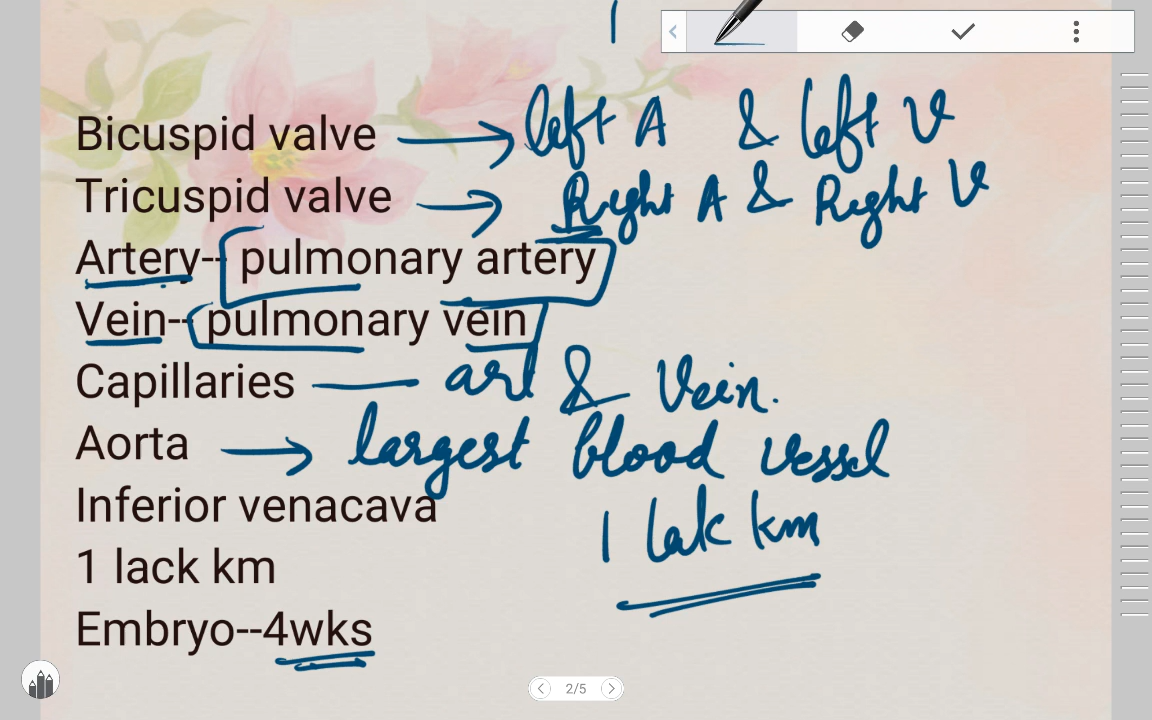 Bicuspid valve → left A & left V
Tricuspid valve → Right A & Right V
Artery-- pulmonary artery
Vein-- pulmonary vein
Capillaries — art & Vein.
Aorta → largest blood vessel
Inferior venacava
1 lak km
1 lack km
Embryo--4wks
2/5